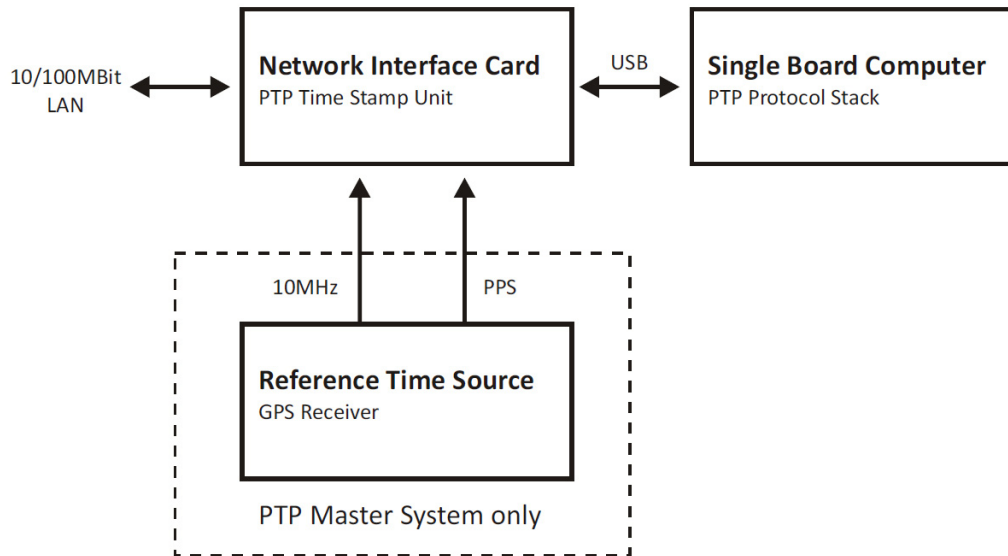 10/100MBit
LAN
Network Interface Card
PTP Time Stamp Unit
USB
Single Board Computer
PTP Protocol Stack
10MHz
PPS
Reference Time Source
GPS Receiver
PTP Master System only